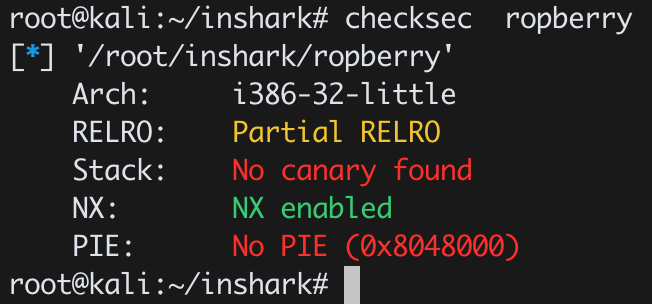 root@kali:~/inshark# checksec  ropberry
[*] '/root/inshark/ropberry'
    Arch:     i386-32-little
    RELRO:    Partial RELRO
    Stack:    No canary found
    NX:       NX enabled
    PIE:      No PIE (0x8048000)
root@kali:~/inshark#